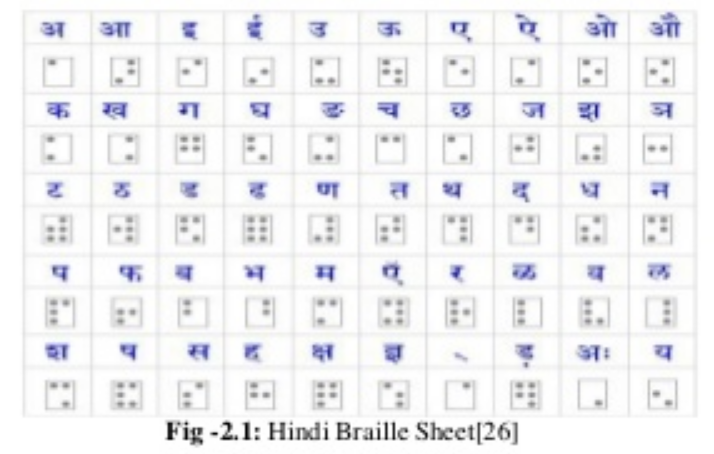 अ आ इ ई उ ऊ ए ऐ ओ औ
क ख ग घ ङ च छ ज झ ञ
ट ठ ड ढ ण त थ द ध न
प फ ब भ म ऍ र ळ व ल
श ष स ह क्ष ज्ञ ड़ अः य
Fig -2.1: Hindi Braille Sheet[26]